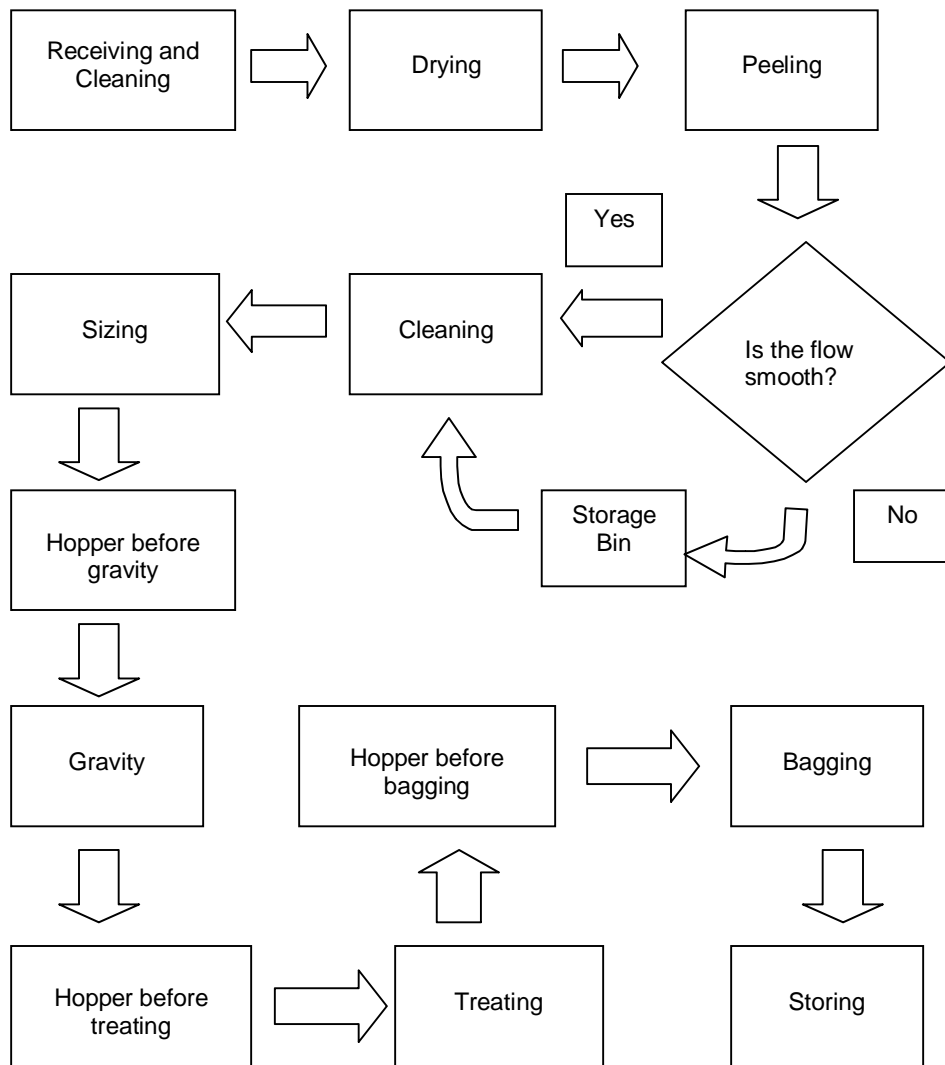 Receiving and
Cleaning
Drying
Peeling
Yes
Is the flow
smooth?
Cleaning
Sizing
No
Storage
Bin
Hopper before
gravity
Gravity
Hopper before
treating
Treating
Hopper before
bagging
Bagging
Storing